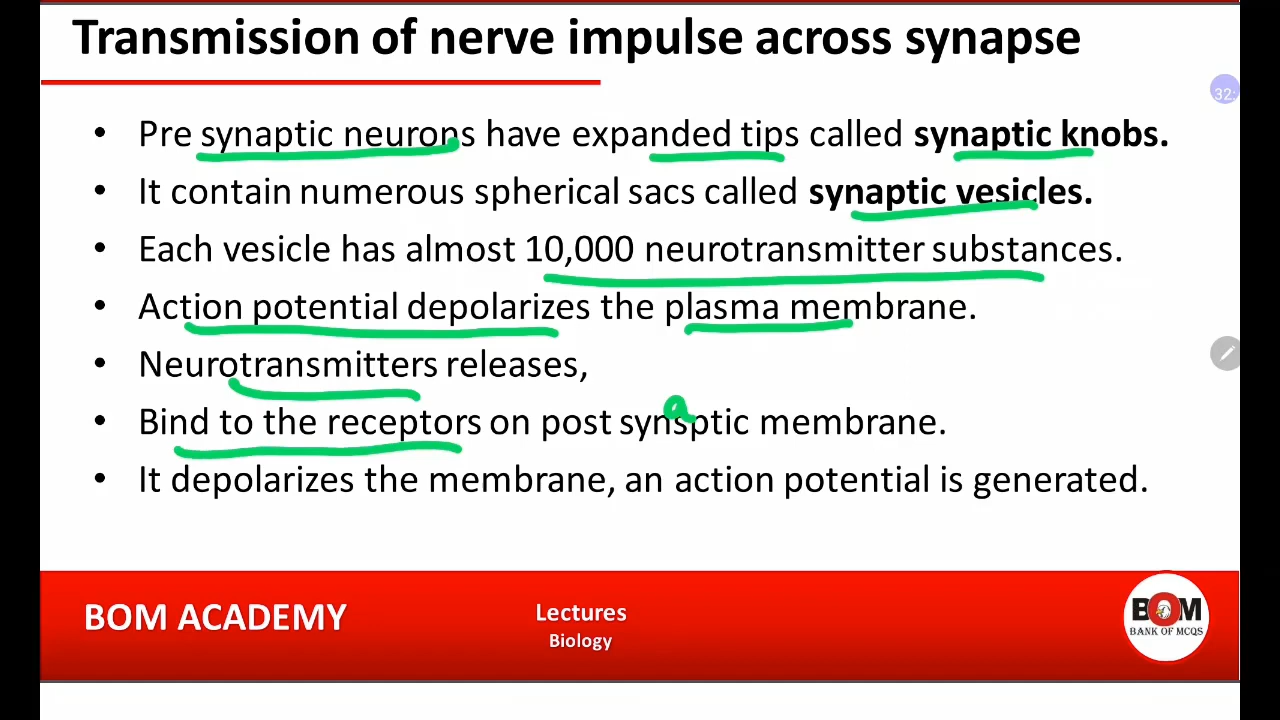 Transmission of nerve impulse across synapse
32:
• Pre synaptic neurons have expanded tips called synaptic knobs.
• It contain numerous spherical sacs called synaptic vesicles.
• Each vesicle has almost 10,000 neurotransmitter substances.
• Action potential depolarizes the plasma membrane.
• Neurotransmitters releases,
a
• Bind to the receptors on post synsptic membrane.
• It depolarizes the membrane, an action potential is generated.
BOM ACADEMY
Lectures
Biology
BOM
BANK OF MCQS